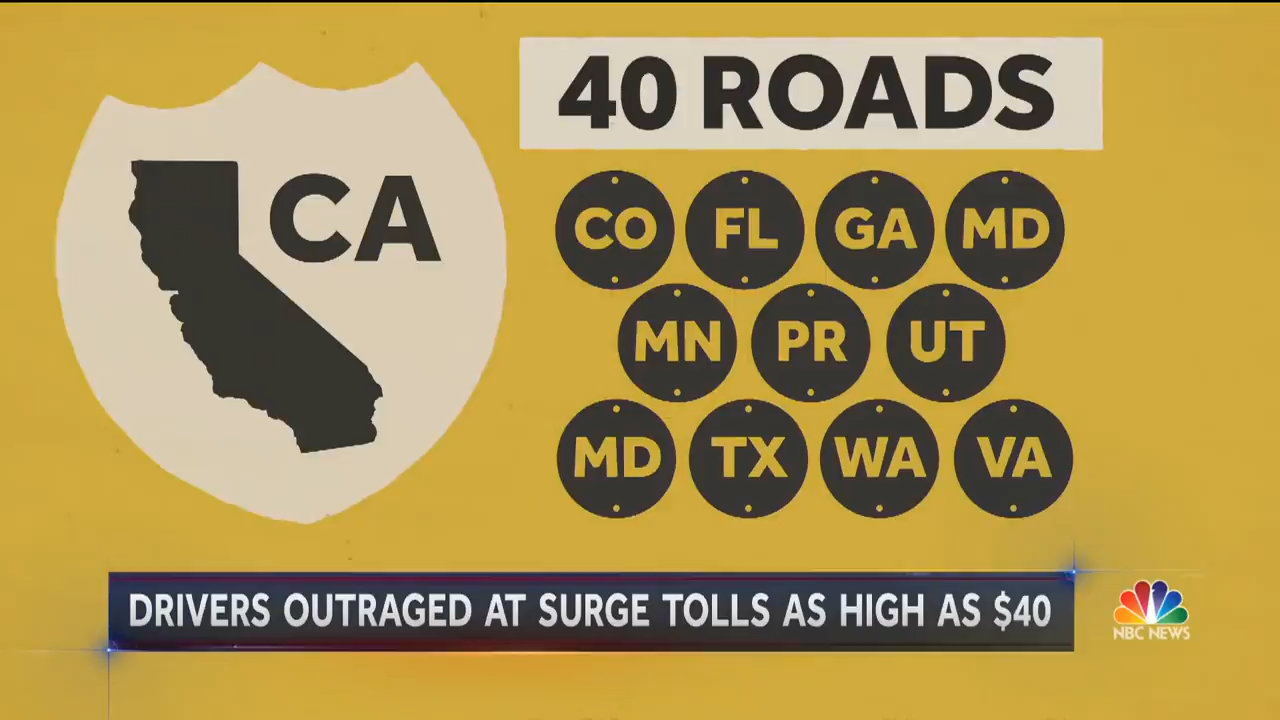 40 ROADS
CA
CO FL GA MD
MN PR UT
MD TX WA VA
DRIVERS OUTRAGED AT SURGE TOLLS AS HIGH AS $40
NBC NEWS